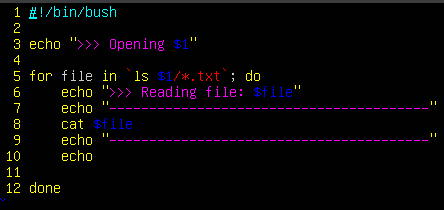 1 #!/bin/bush
2
3 echo ">>> Opening $1"
4
5 for file in `ls $1/*.txt`; do
6     echo ">>> Reading file: $file"
7     echo "----------------------------------------"
8     cat $file
9     echo "----------------------------------------"
10     echo
11
12 done
~